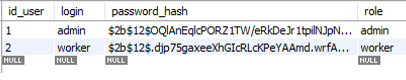 id_user login password_hash role
1 admin $2b$12$OQlAnEqlcPORZ1TW/eRkDeJr1tpilNJpN... admin
2 worker $2b$12$.djp75gaxeeXhGIcRLcKPeYAAmd.wrfA... worker
NULL NULL NULL NULL